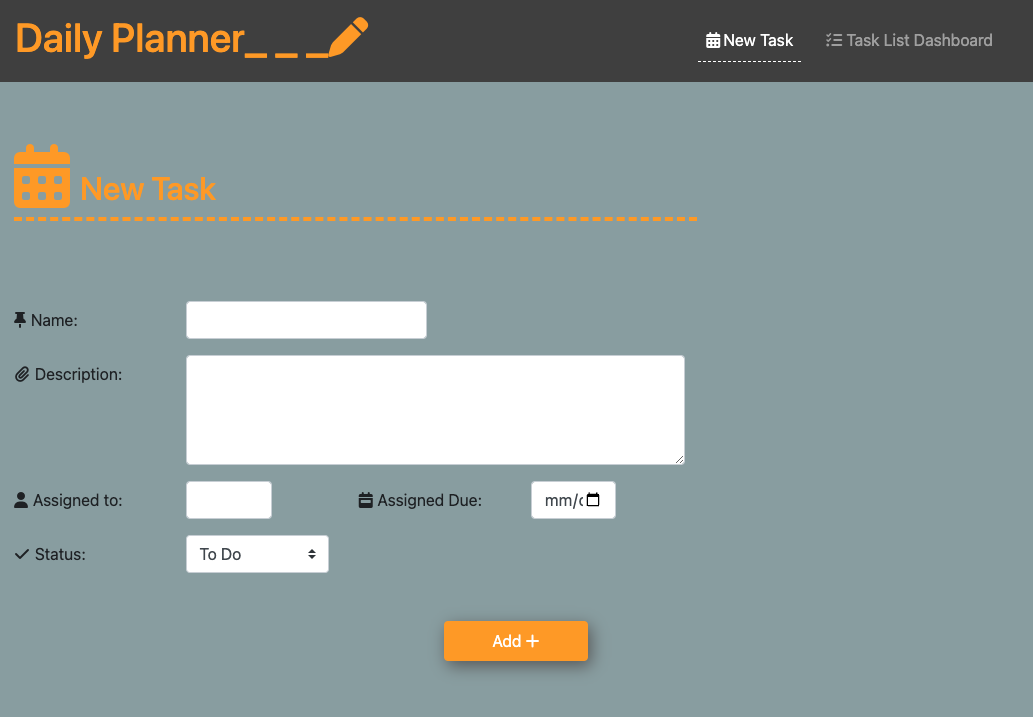 Daily Planner_ _ _
New Task
Task List Dashboard
New Task
Name:
Description:
Assigned to:
Assigned Due:
mm/
Status:
To Do
Add +